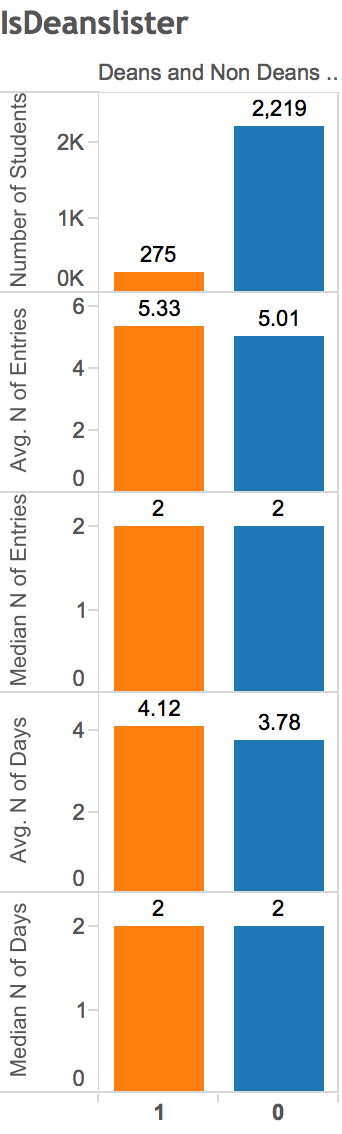 IsDeanslister
Deans and Non Deans ..
Number of Students
2K
1K
0K
275
2,219
Avg. N of Entries
6
4
2
0
5.33
5.01
Median N of Entries
2
1
0
2
2
Avg. N of Days
4
2
0
4.12
3.78
Median N of Days
2
1
0
2
2
1
0